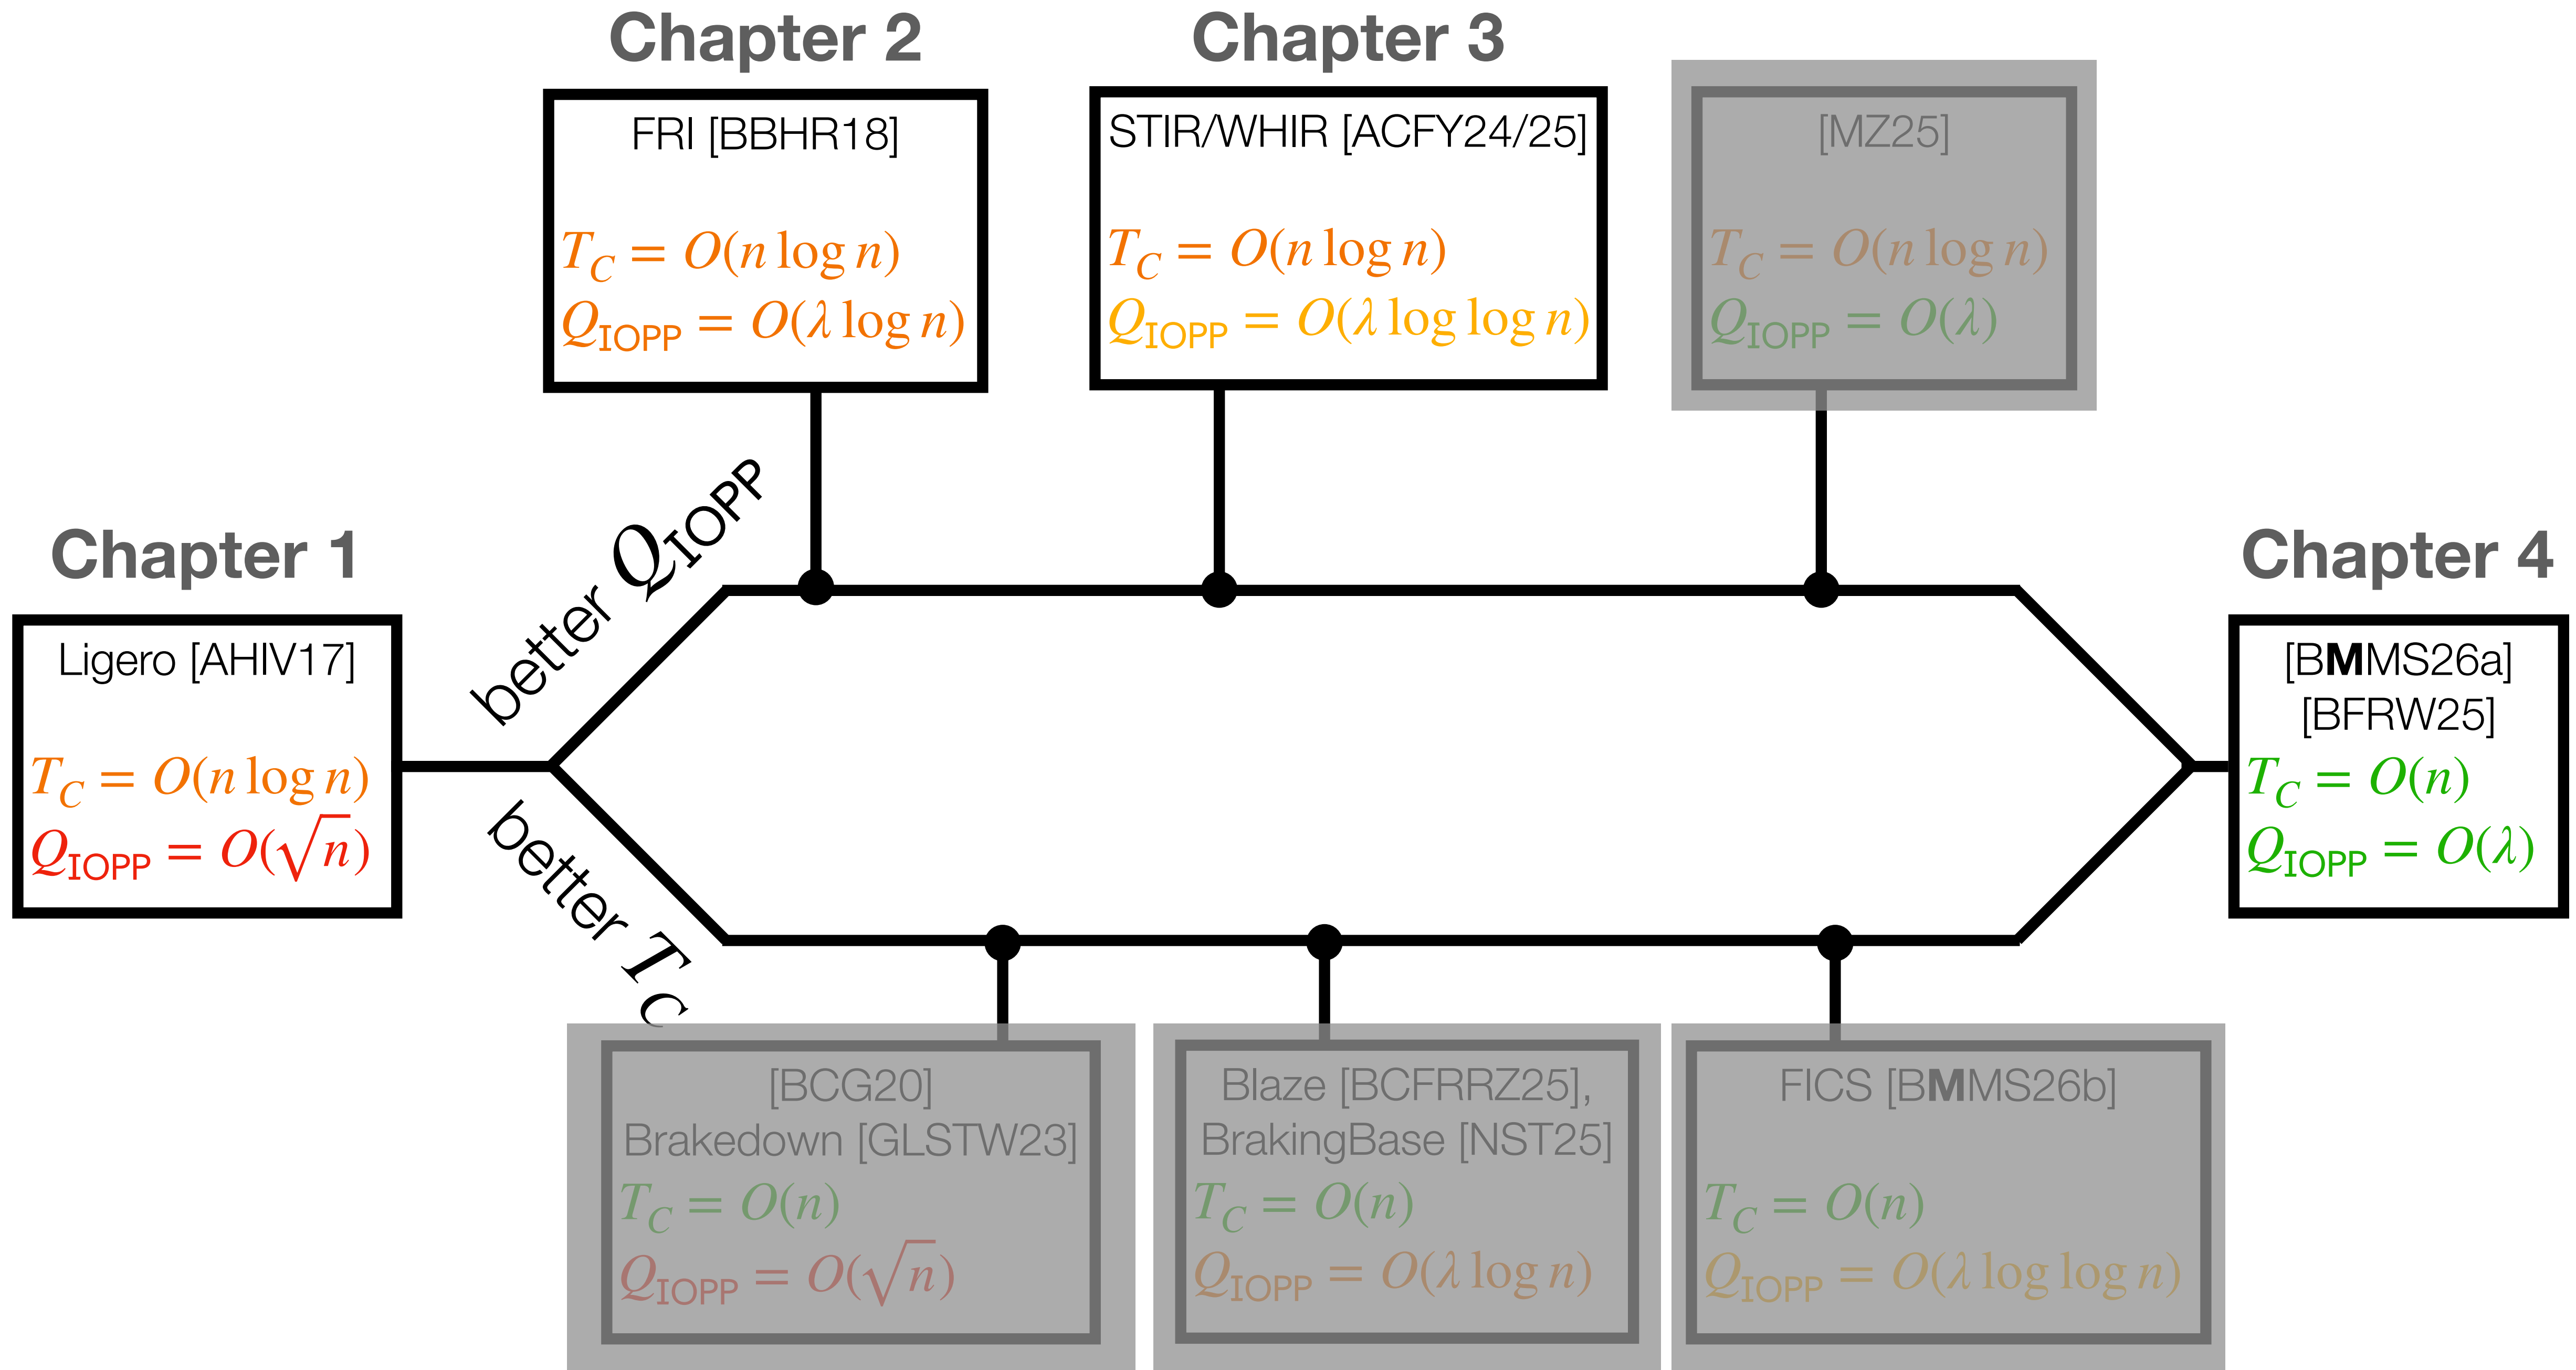 Chapter 2
FRI [BBHR18]
T_C = O(n log n)
Q_IOPP = O(λ log n)
Chapter 3
STIR/WHIR [ACFY24/25]
T_C = O(n log n)
Q_IOPP = O(λ log log n)
[MZ25]
T_C = O(n log n)
Q_IOPP = O(λ)
Chapter 1
Ligero [AHIV17]
T_C = O(n log n)
Q_IOPP = O(√n)
better Q_IOPP
better T_C
Chapter 4
[BMMS26a]
[BFRW25]
T_C = O(n)
Q_IOPP = O(λ)
[BCG20]
Brakedown [GLSTW23]
T_C = O(n)
Q_IOPP = O(√n)
Blaze [BCFRRZ25],
BrakingBase [NST25]
T_C = O(n)
Q_IOPP = O(λ log n)
FICS [BMMS26b]
T_C = O(n)
Q_IOPP = O(λ log log n)